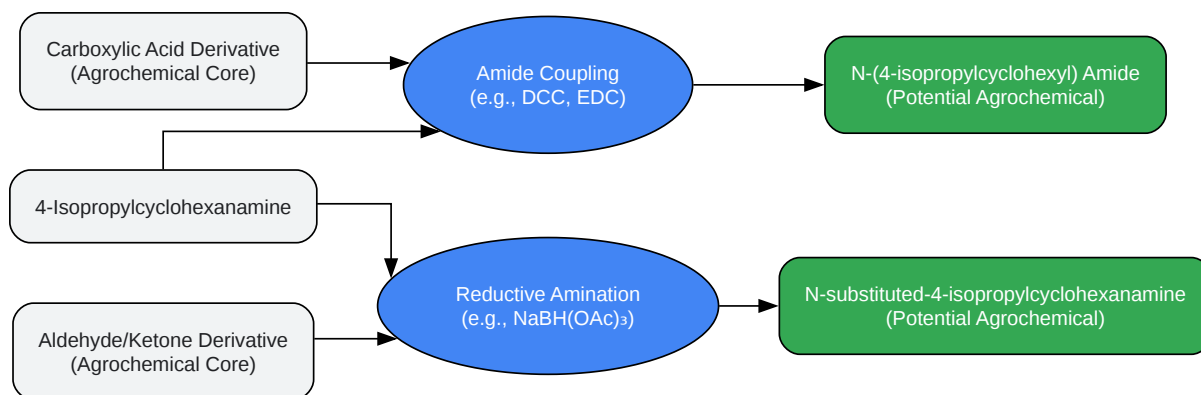 Carboxylic Acid Derivative
(Agrochemical Core)
Amide Coupling
(e.g., DCC, EDC)
N-(4-isopropylcyclohexyl) Amide
(Potential Agrochemical)
4-Isopropylcyclohexanamine
Reductive Amination
(e.g., NaBH(OAc)₃)
N-substituted-4-isopropylcyclohexanamine
(Potential Agrochemical)
Aldehyde/Ketone Derivative
(Agrochemical Core)